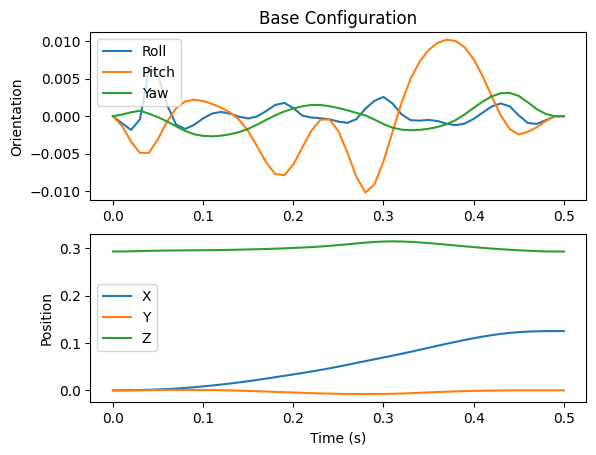 Base Configuration
Orientation
0.010
0.005
0.000
−0.005
−0.010
Roll
Pitch
Yaw
0.0 0.1 0.2 0.3 0.4 0.5
Position
0.3
0.2
0.1
0.0
X
Y
Z
0.0 0.1 0.2 0.3 0.4 0.5
Time (s)